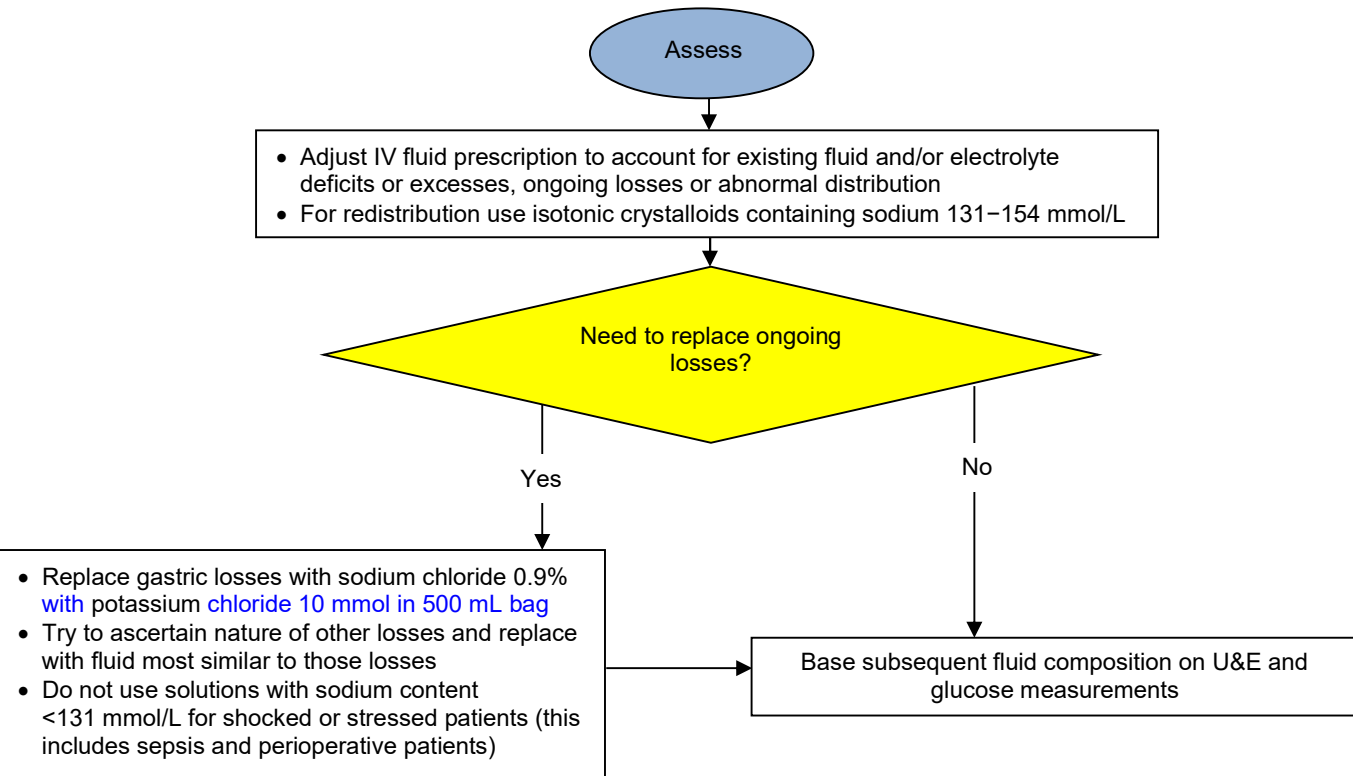 Assess
• Adjust IV fluid prescription to account for existing fluid and/or electrolyte
deficits or excesses, ongoing losses or abnormal distribution
• For redistribution use isotonic crystalloids containing sodium 131−154 mmol/L
Need to replace ongoing
losses?
Yes
No
• Replace gastric losses with sodium chloride 0.9%
with potassium chloride 10 mmol in 500 mL bag
• Try to ascertain nature of other losses and replace
with fluid most similar to those losses
• Do not use solutions with sodium content
<131 mmol/L for shocked or stressed patients (this
includes sepsis and perioperative patients)
Base subsequent fluid composition on U&E and
glucose measurements